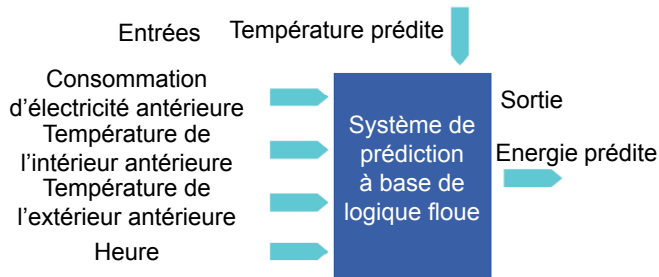 Entrées
Température prédite
Consommation
d'électricité antérieure
Température de
l'intérieur antérieure
Température de
l'extérieur antérieure
Heure
Système de
prédiction
à base de
logique floue
Sortie
Energie prédite